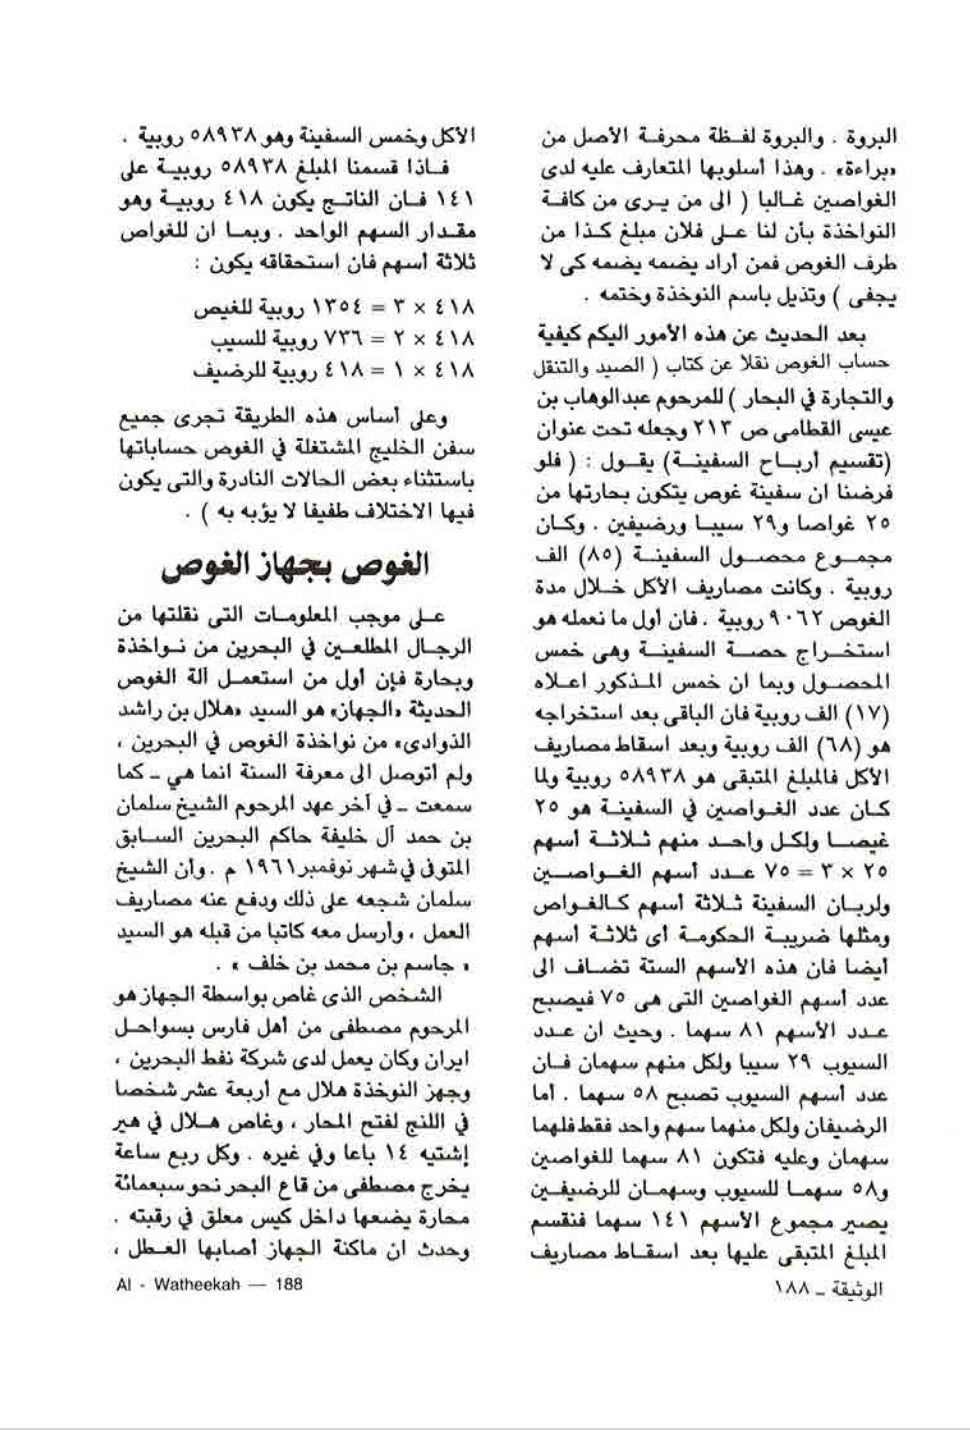 البروة . والبروة لفظة محرفة الأصل من
«براءة» . وهذا أسلوبها المتعارف عليه لدى
الغواصين غالبا ( الى من يرى من كافة
النواخذة بأن لنا على فلان مبلغ كذا من
طرف الغوص فمن أراد يضمه يضمه كى لا
يجفى ) وتذيل باسم النوخذة وختمه .
بعد الحديث عن هذه الأمور اليكم كيفية
حساب الغوص نقلا عن كتاب ( الصيد والتنقل
والتجارة في البحار ) للمرحوم عبدالوهاب بن
عيسى القطامى ص ٢١٣ وجعله تحت عنوان
(تقسيم أرباح السفينة) يقول : ( فلو
فرضنا ان سفينة غوص يتكون بحارتها من
٢٥ غواصا و٢٩ سيبا ورضيفين . وكان
مجموع محصول السفينة (٨٥) الف
روبية . وكانت مصاريف الأكل خلال مدة
الغوص ٩٠٦٢ روبية . فان أول ما نعمله هو
استخراج حصة السفينة وهى خمس
المحصول وبما ان خمس المذكور اعلاه
(١٧) الف روبية فان الباقى بعد استخراجه
هو (٦٨) الف روبية وبعد اسقاط مصاريف
الأكل فالمبلغ المتبقى هو ٥٨٩٣٨ روبية ولما
كان عدد الغواصين في السفينة هو ٢٥
غيصا ولكل واحد منهم ثلاثة أسهم
٢٥ × ٣ = ٧٥ عدد أسهم الغواصين
ولربان السفينة ثلاثة أسهم كالغواص
ومثلها ضريبة الحكومة أى ثلاثة أسهم
أيضا فان هذه الأسهم الستة تضاف الى
عدد أسهم الغواصين التى هى ٧٥ فيصبح
عدد الأسهم ٨١ سهما . وحيث ان عدد
السيوب ٢٩ سيبا ولكل منهم سهمان فان
عدد أسهم السيوب تصبح ٥٨ سهما . أما
الرضيفان ولكل منهما سهم واحد فقط فلهما
سهمان وعليه فتكون ٨١ سهما للغواصين
و٥٨ سهما للسيوب وسهمان للرضيفين
يصير مجموع الأسهم ١٤١ سهما فنقسم
المبلغ المتبقى عليها بعد اسقاط مصاريف
الأكل وخمس السفينة وهو ٥٨٩٣٨ روبية .
فاذا قسمنا المبلغ ٥٨٩٣٨ روبية على
١٤١ فان الناتج يكون ٤١٨ روبية وهو
مقدار السهم الواحد . وبما ان للغواص
ثلاثة أسهم فان استحقاقه يكون :
٤١٨ × ٣ = ١٣٥٤ روبية للغيص
٤١٨ × ٢ = ٧٣٦ روبية للسيب
٤١٨ × ١ = ٤١٨ روبية للرضيف
وعلى أساس هذه الطريقة تجرى جميع
سفن الخليج المشتغلة في الغوص حساباتها
باستثناء بعض الحالات النادرة والتى يكون
فيها الاختلاف طفيفا لا يؤبه به ) .
الغوص بجهاز الغوص
على موجب المعلومات التى نقلتها من
الرجال المطلعين في البحرين من نواخذة
وبحارة فإن أول من استعمل آلة الغوص
الحديثة «الجهاز» هو السيد «هلال بن راشد
الذوادى» من نواخذة الغوص في البحرين ،
ولم أتوصل الى معرفة السنة انما هي ـ كما
سمعت ـ في آخر عهد المرحوم الشيخ سلمان
بن حمد آل خليفة حاكم البحرين السابق
المتوفى في شهر نوفمبر ١٩٦١ م . وأن الشيخ
سلمان شجعه على ذلك ودفع عنه مصاريف
العمل ، وأرسل معه كاتبا من قبله هو السيد
« جاسم بن محمد بن خلف » .
الشخص الذى غاص بواسطة الجهاز هو
المرحوم مصطفى من أهل فارس بسواحل
ايران وكان يعمل لدى شركة نفط البحرين ،
وجهز النوخذة هلال مع أربعة عشر شخصا
في اللنج لفتح المحار ، وغاص هلال في هير
إشتيه ١٤ باعا وفي غيره . وكل ربع ساعة
يخرج مصطفى من قاع البحر نحو سبعمائة
محارة يضعها داخل كيس معلق في رقبته .
وحدث ان ماكنة الجهاز أصابها العطل ،
الوثيقة ـ ١٨٨
Al - Watheekah — 188